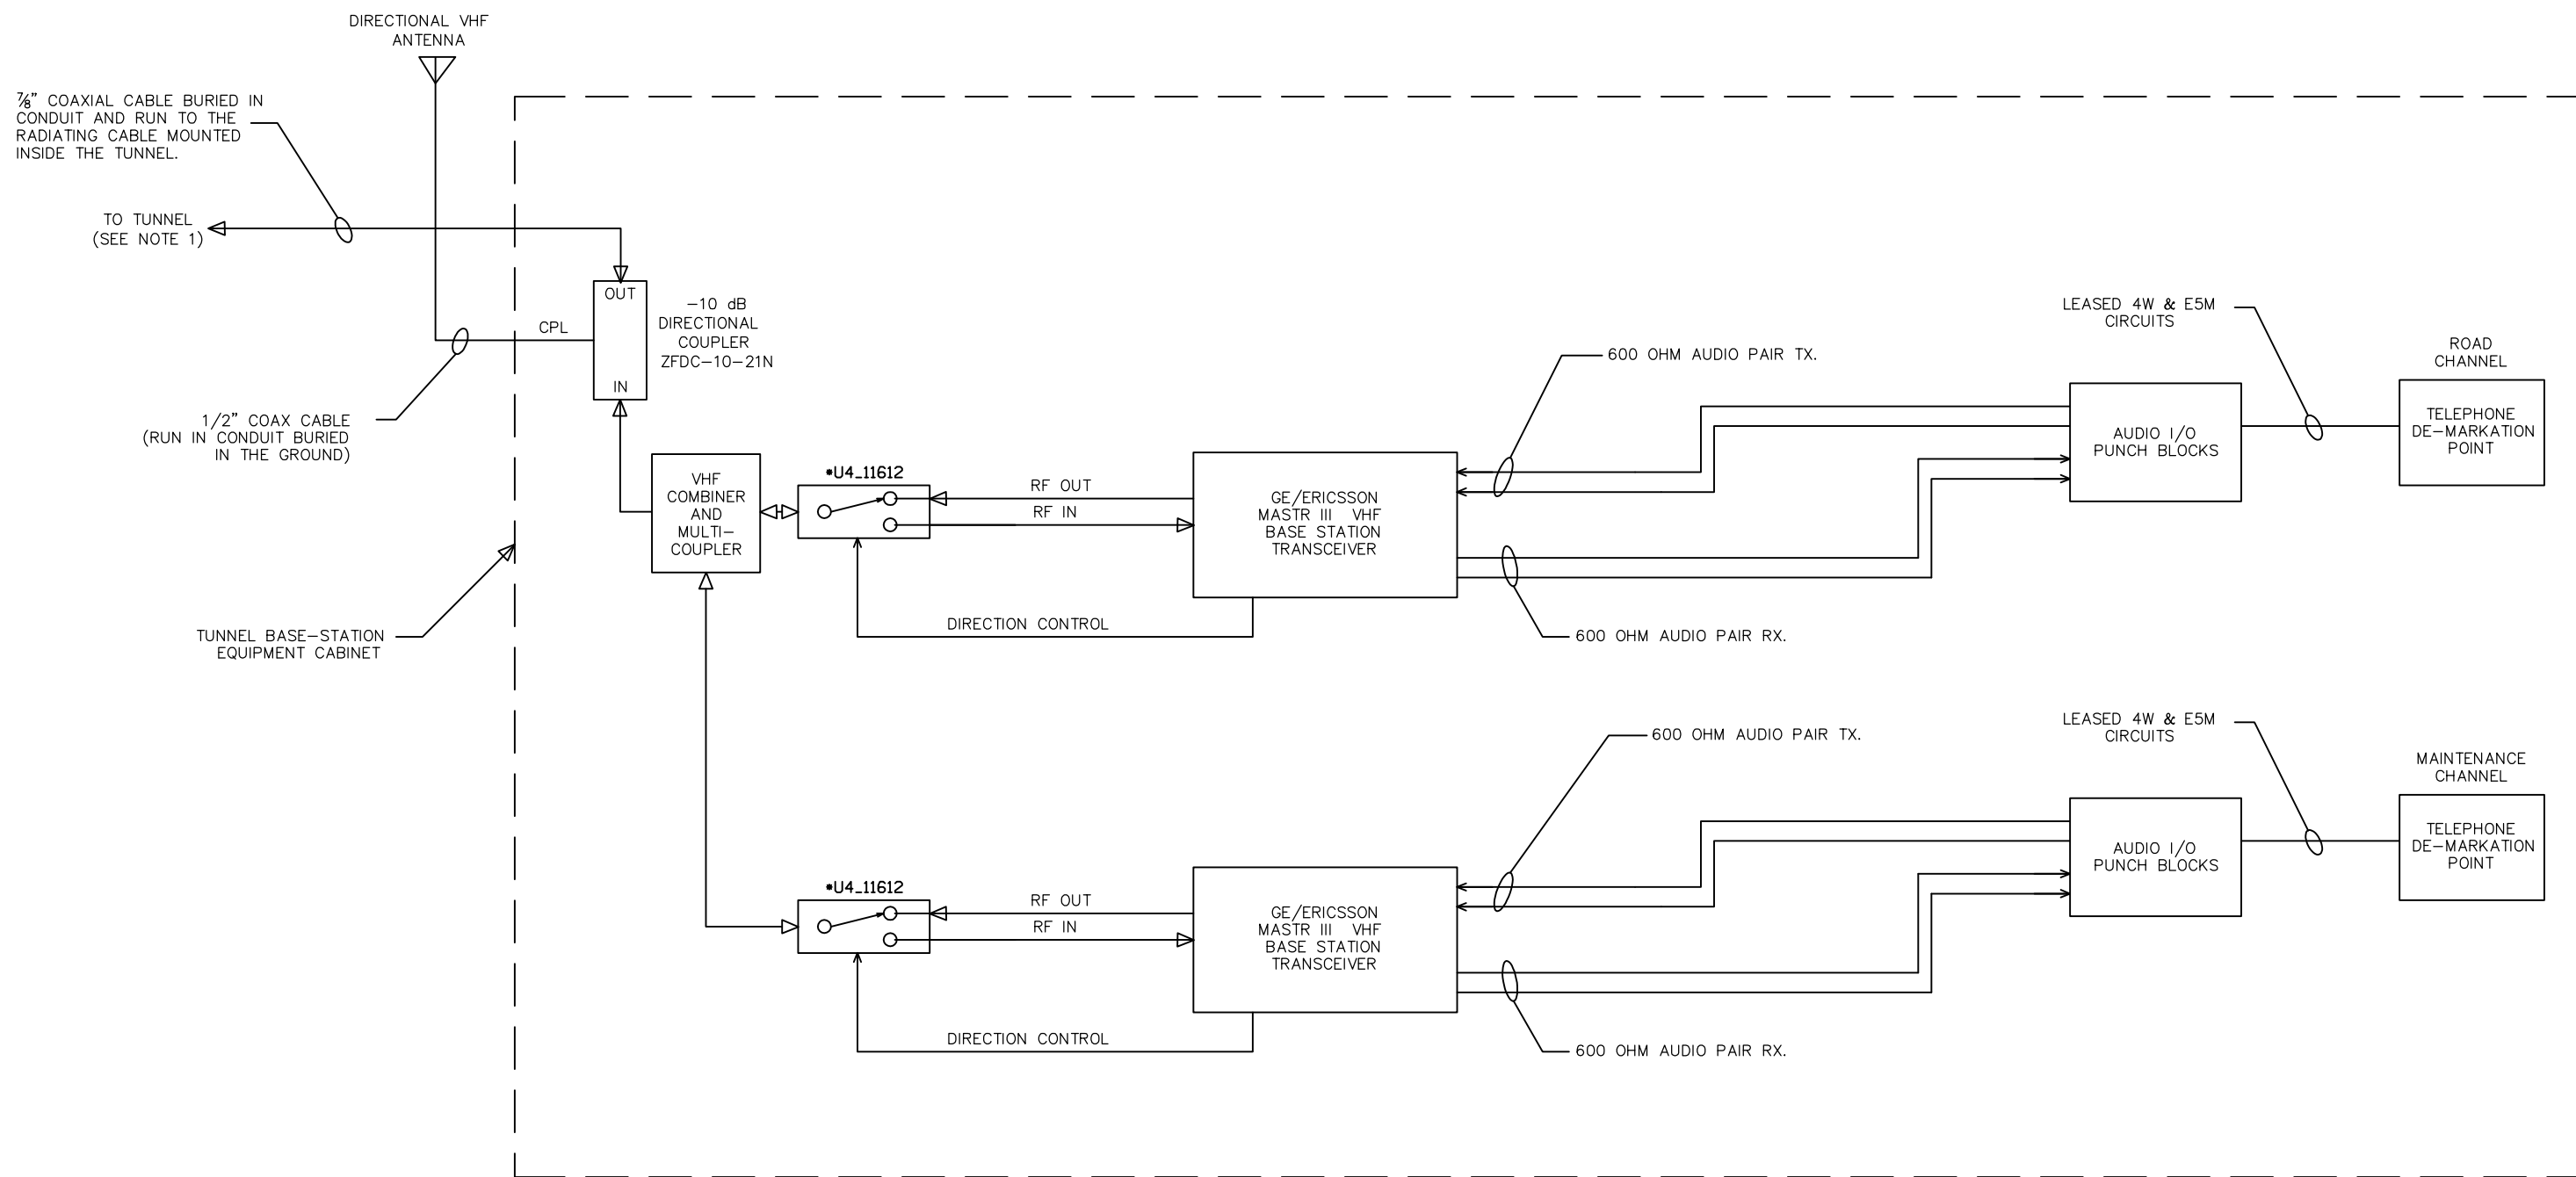 DIRECTIONAL VHF
ANTENNA
⅞" COAXIAL CABLE BURIED IN
CONDUIT AND RUN TO THE
RADIATING CABLE MOUNTED
INSIDE THE TUNNEL.
TO TUNNEL
(SEE NOTE 1)
OUT
IN
-10 dB
DIRECTIONAL
COUPLER
ZFDC-10-21N
CPL
1/2" COAX CABLE
(RUN IN CONDUIT BURIED
IN THE GROUND)
VHF
COMBINER
AND
MULTI-
COUPLER
*U4_11612
RF OUT
RF IN
DIRECTION CONTROL
GE/ERICSSON
MASTR III VHF
BASE STATION
TRANSCEIVER
600 OHM AUDIO PAIR TX.
600 OHM AUDIO PAIR RX.
LEASED 4W & E5M
CIRCUITS
AUDIO I/O
PUNCH BLOCKS
ROAD
CHANNEL
TELEPHONE
DE-MARKATION
POINT
TUNNEL BASE-STATION
EQUIPMENT CABINET
*U4_11612
RF OUT
RF IN
DIRECTION CONTROL
GE/ERICSSON
MASTR III VHF
BASE STATION
TRANSCEIVER
600 OHM AUDIO PAIR TX.
600 OHM AUDIO PAIR RX.
LEASED 4W & E5M
CIRCUITS
AUDIO I/O
PUNCH BLOCKS
MAINTENANCE
CHANNEL
TELEPHONE
DE-MARKATION
POINT